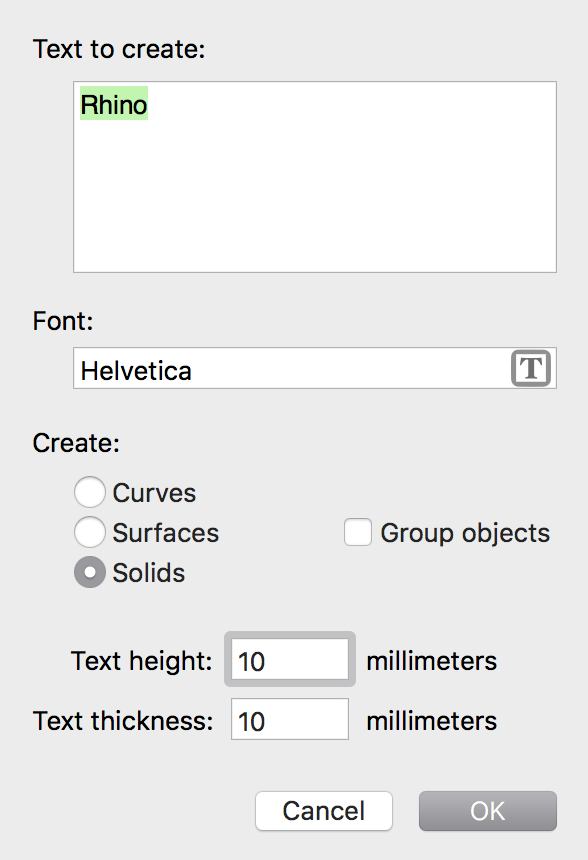 Text to create:
Rhino
Font:
Helvetica
T
Create:
Curves
Surfaces
Group objects
Solids
Text height: 10 millimeters
Text thickness: 10 millimeters
Cancel
OK